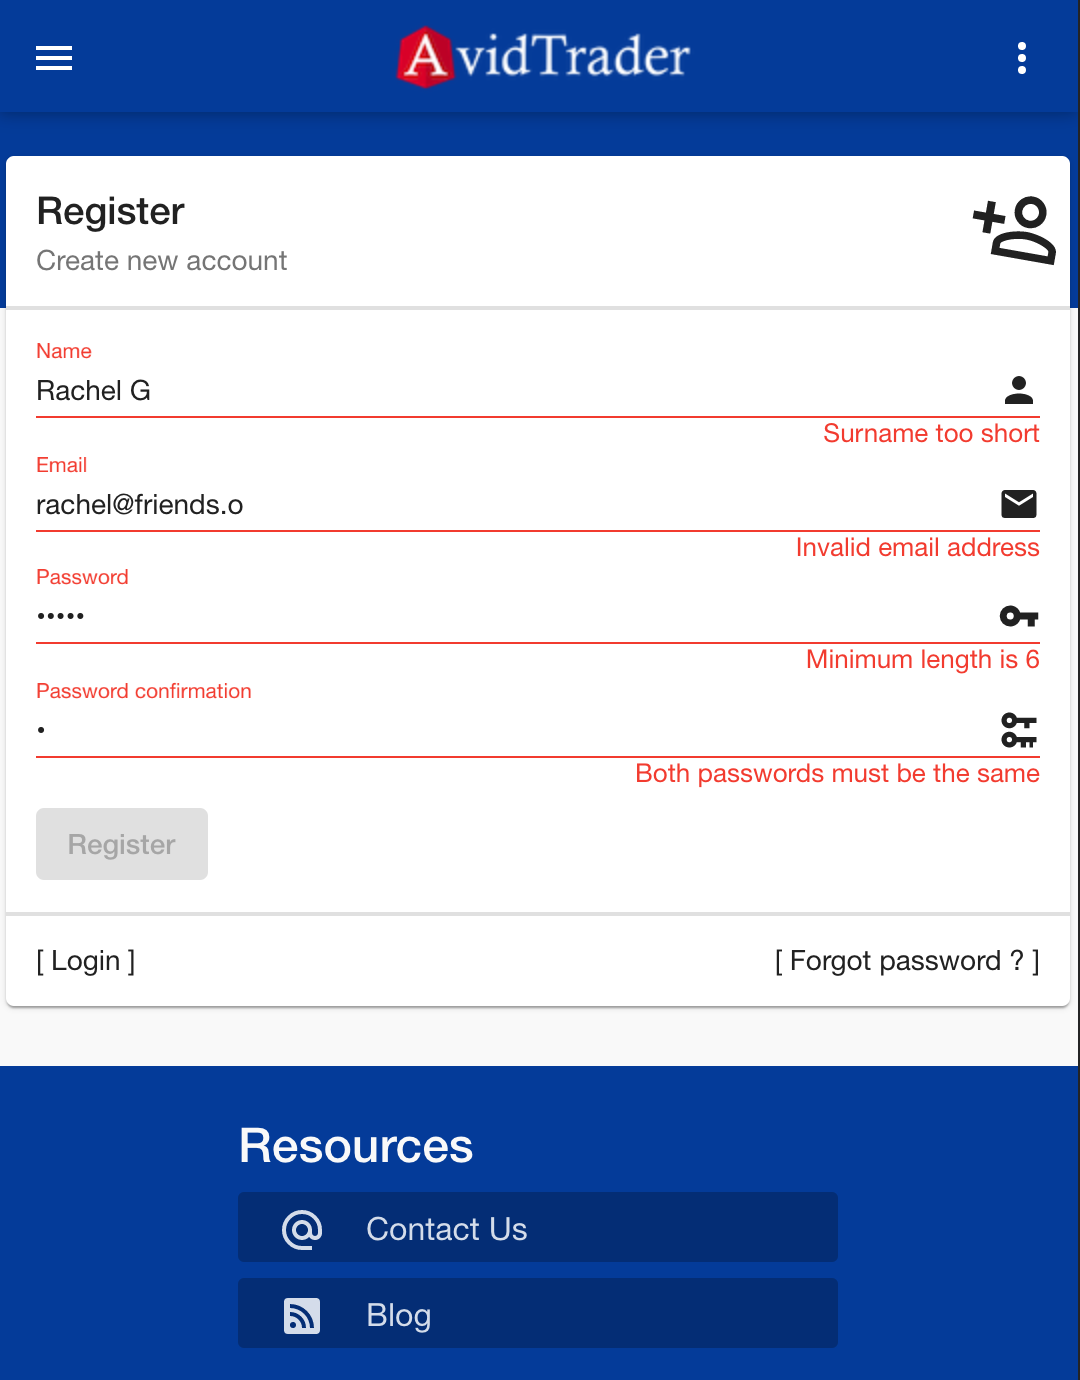 AvidTrader
Register
Create new account
Name
Rachel G
Surname too short
Email
rachel@friends.o
Invalid email address
Password
•••••
Minimum length is 6
Password confirmation
•
Both passwords must be the same
Register
[ Login ]
[ Forgot password ? ]
Resources
Contact Us
Blog